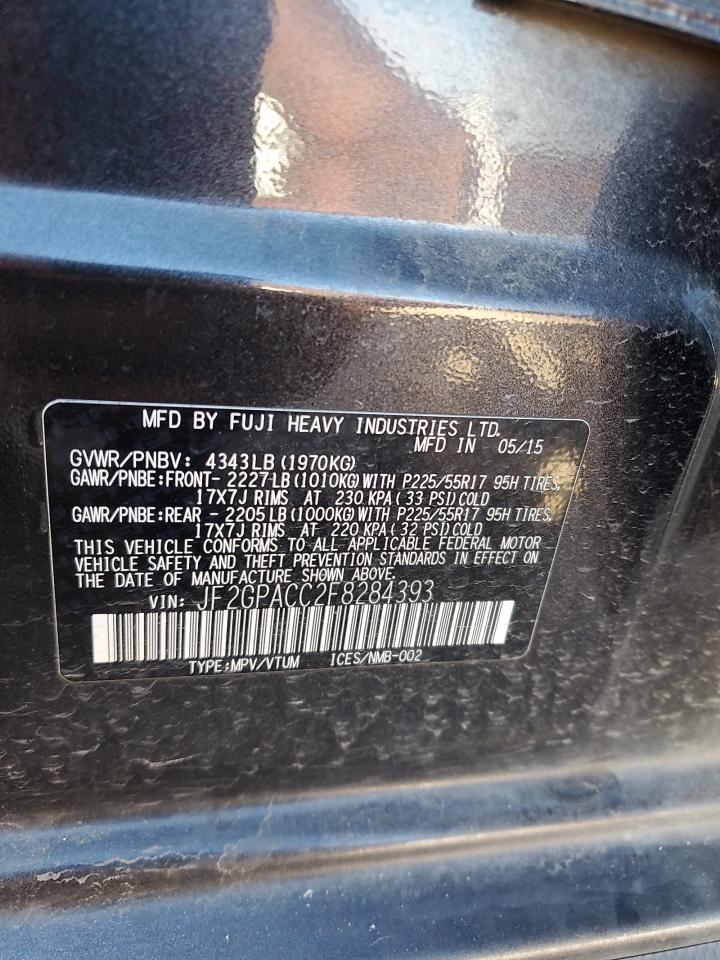 MFD BY FUJI HEAVY INDUSTRIES LTD.
MFD IN 05/15
GVWR/PNBV: 4343LB (1970KG)
GAWR/PNBE:FRONT- 2227LB (1010KG) WITH P225/55R17 95H TIRES,
17X7J RIMS AT 230 KPA ( 33 PSI) COLD
GAWR/PNBE:REAR - 2205LB (1000KG) WITH P225/55R17 95H TIRES,
17X7J RIMS AT 220 KPA ( 32 PSI) COLD
THIS VEHICLE CONFORMS TO ALL APPLICABLE FEDERAL MOTOR
VEHICLE SAFETY AND THEFT PREVENTION STANDARDS IN EFFECT ON
THE DATE OF MANUFACTURE SHOWN ABOVE.
VIN: JF2GPACC2F8284393
TYPE:MPV/VTUM ICES/NMB-002